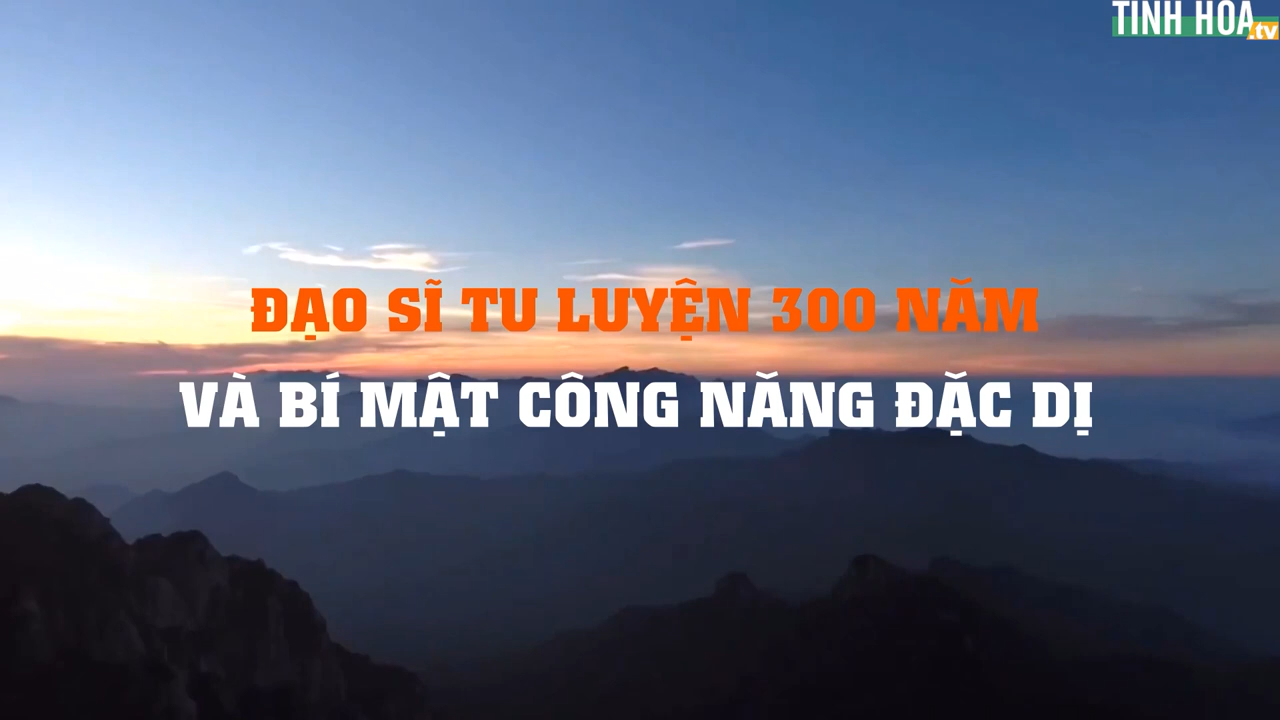 TINH HOA
.tv
ĐẠO SĨ TU LUYỆN 300 NĂM
VÀ BÍ MẬT CÔNG NĂNG ĐẶC DỊ